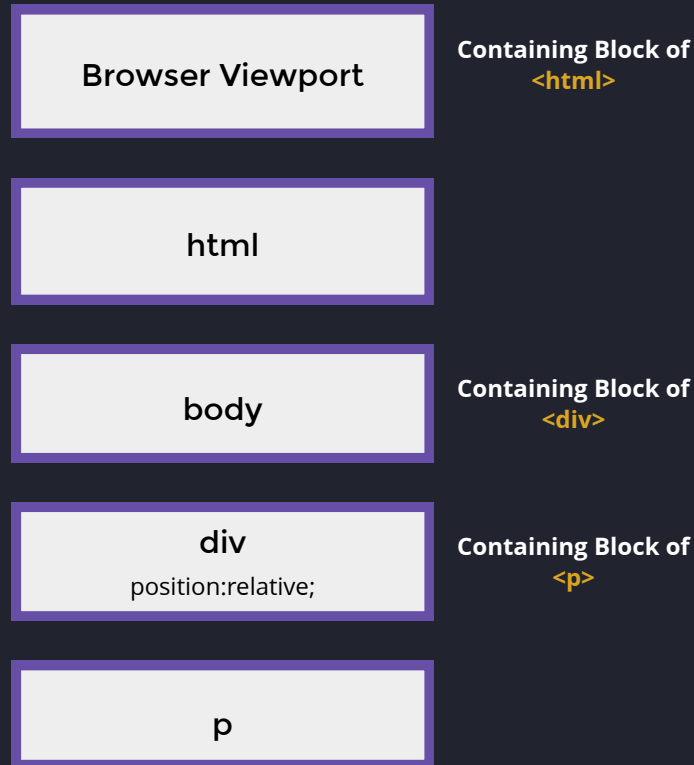 Browser Viewport
Containing Block of
<html>
html
body
Containing Block of
<div>
div
position:relative;
Containing Block of
<p>
p